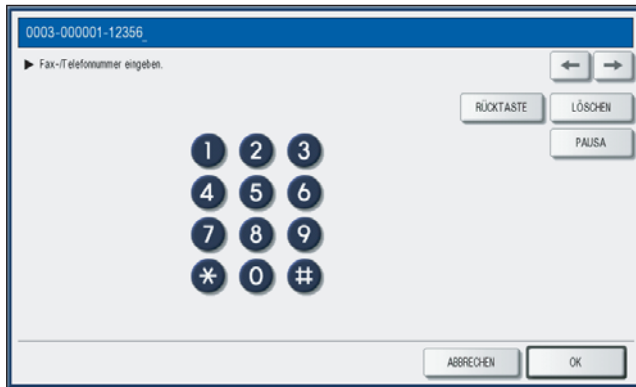 0003-000001-12356_
▶ Fax-/Telefonnummer eingeben.
← →
RÜCKTASTE LÖSCHEN
PAUSA
1 2 3
4 5 6
7 8 9
* 0 #
ABBRECHEN OK